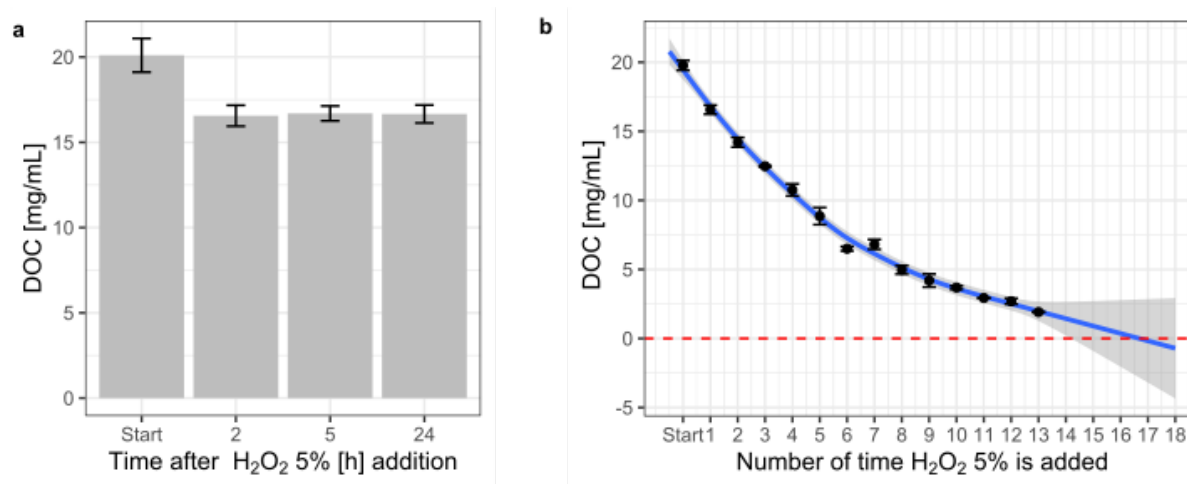 a
20
15
10
5
0
DOC [mg/mL]
Start 2 5 24
Time after H₂O₂ 5% [h] addition
b
20
15
10
5
0
-5
DOC [mg/mL]
Start 1 2 3 4 5 6 7 8 9 10 11 12 13 14 15 16 17 18
Number of time H₂O₂ 5% is added